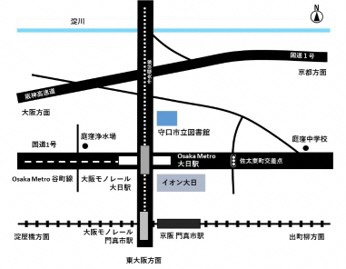 淀川
N
国道1号
京都方面
阪神高速道
大阪方面
守口市立図書館
国道1号
庭窪浄水場
庭窪中学校
Osaka Metro
大日駅
佐太東町交差点
Osaka Metro 谷町線
大阪モノレール
大日駅
イオン大日
淀屋橋方面
大阪モノレール
門真市駅
京阪 門真市駅
出町柳方面
東大阪方面